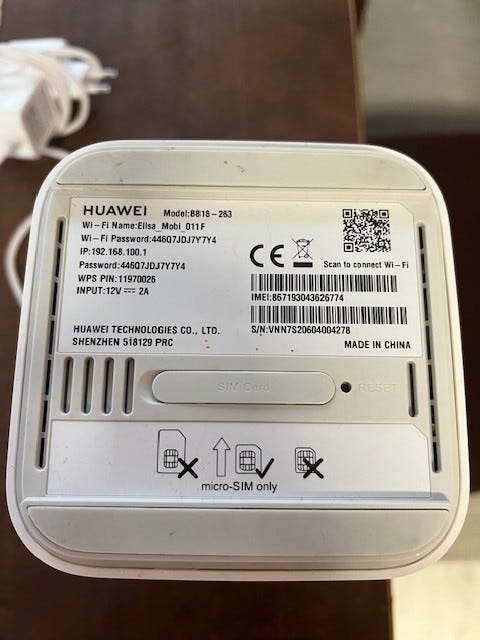 HUAWEI Model:B818-263
Wi-Fi Name:Elisa_Mobi_011F
Wi-Fi Password:446Q7JDJ7Y7Y4
IP:192.168.100.1
Password:446Q7JDJ7Y7Y4
WPS PIN:11970026
INPUT:12V 2A
CE
Scan to connect Wi-Fi
IMEI:867193043626774
S/N:VNN7S20604004278
HUAWEI TECHNOLOGIES CO., LTD.
SHENZHEN 518129 PRC
MADE IN CHINA
SIM Card
RESET
micro-SIM only